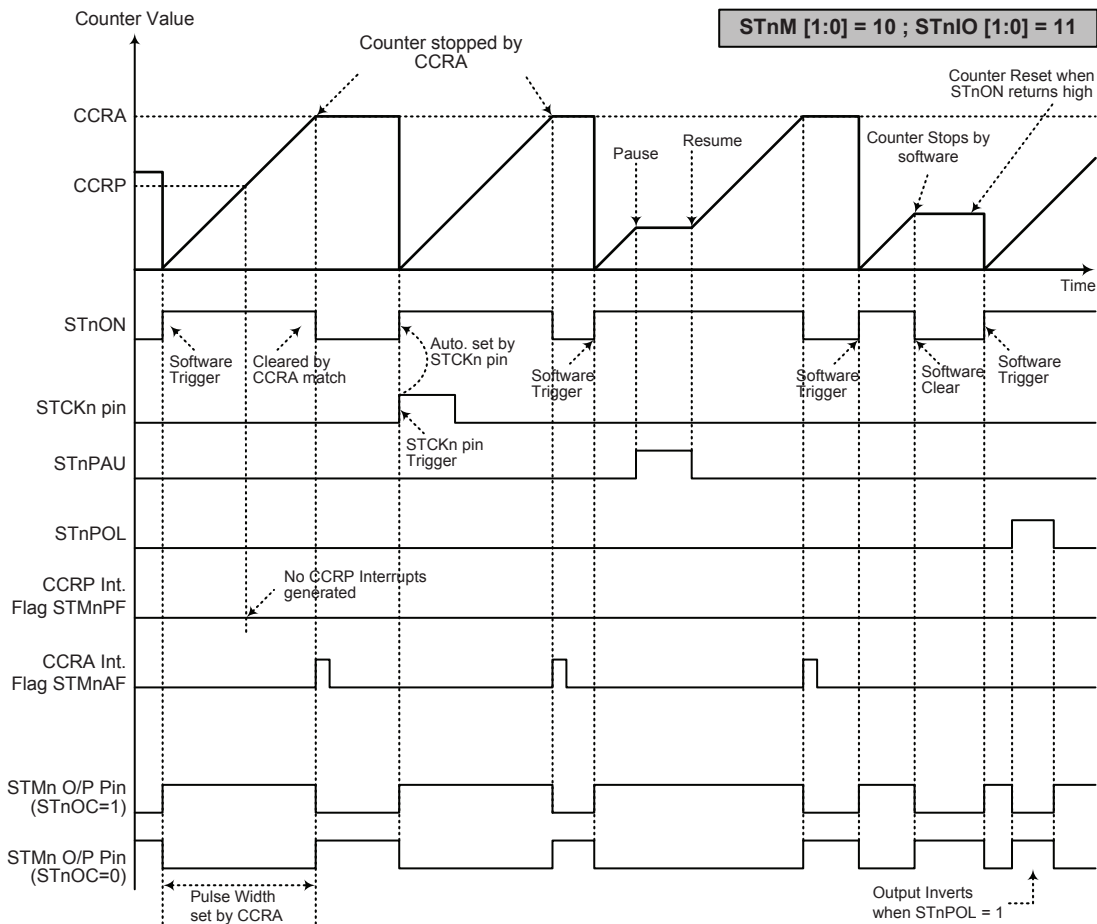 Counter Value
STnM [1:0] = 10 ; STnIO [1:0] = 11
Counter stopped by
CCRA
Counter Reset when
STnON returns high
CCRA
Pause
Resume
Counter Stops by
software
CCRP
Time
STnON
Software
Trigger
Cleared by
CCRA match
Auto. set by
STCKn pin
Software
Trigger
Software
Trigger
Software
Clear
Software
Trigger
STCKn pin
STCKn pin
Trigger
STnPAU
STnPOL
CCRP Int.
Flag STMnPF
No CCRP Interrupts
generated
CCRA Int.
Flag STMnAF
STMn O/P Pin
(STnOC=1)
STMn O/P Pin
(STnOC=0)
Pulse Width
set by CCRA
Output Inverts
when STnPOL = 1